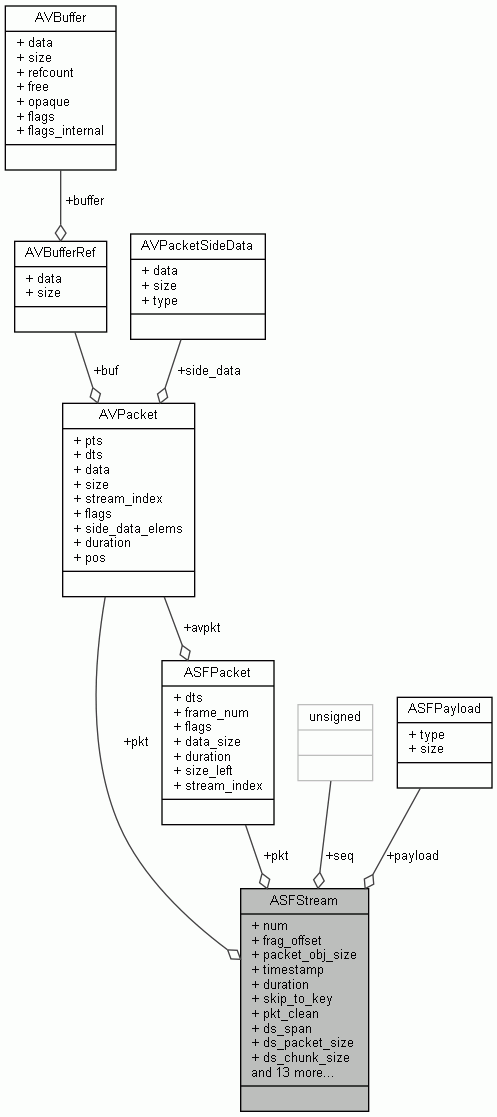 AVBuffer
+ data
+ size
+ refcount
+ free
+ opaque
+ flags
+ flags_internal
+buffer
AVBufferRef
+ data
+ size
AVPacketSideData
+ data
+ size
+ type
+buf
+side_data
AVPacket
+ pts
+ dts
+ data
+ size
+ stream_index
+ flags
+ side_data_elems
+ duration
+ pos
+avpkt
+pkt
ASFPacket
+ dts
+ frame_num
+ flags
+ data_size
+ duration
+ size_left
+ stream_index
unsigned
ASFPayload
+ type
+ size
+pkt
+seq
+payload
ASFStream
+ num
+ frag_offset
+ packet_obj_size
+ timestamp
+ duration
+ skip_to_key
+ pkt_clean
+ ds_span
+ ds_packet_size
+ ds_chunk_size
and 13 more...